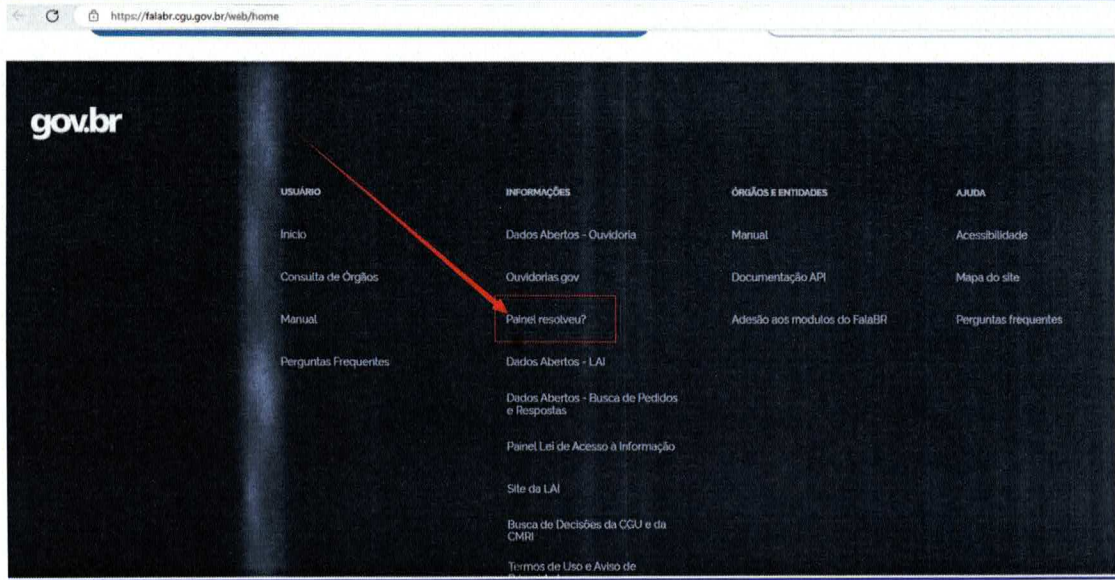 https://falabr.cgu.gov.br/web/home
gov.br
USUÁRIO
Início
Consulta de Órgãos
Manual
Perguntas Frequentes
INFORMAÇÕES
Dados Abertos - Ouvidoria
Ouvidorias.gov
Painel resolveu?
Dados Abertos - LAI
Dados Abertos - Busca de Pedidos
e Respostas
Painel Lei de Acesso à Informação
Site da LAI
Busca de Decisões da CGU e da
CMRI
Termos de Uso e Aviso de
ÓRGÃOS E ENTIDADES
Manual
Documentação API
Adesão aos modulos do FalaBR
AJUDA
Acessibilidade
Mapa do site
Perguntas frequentes